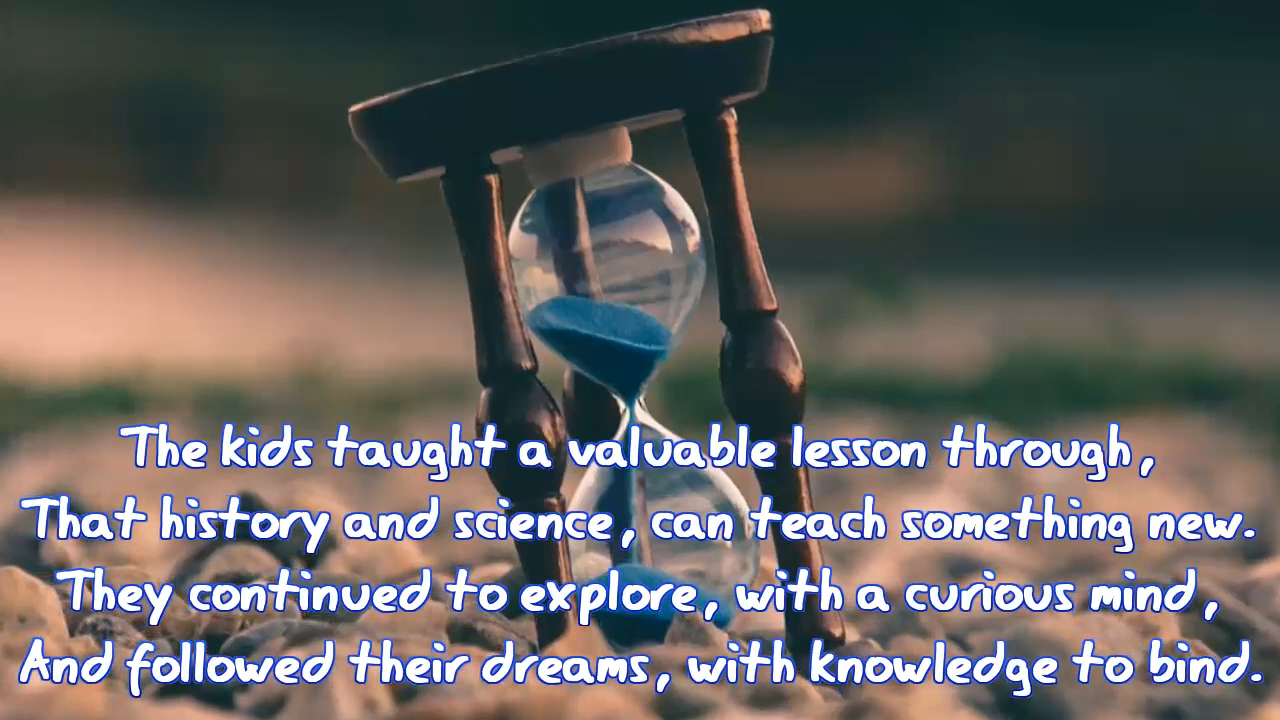 The kids taught a valuable lesson through,
That history and science, can teach something new.
They continued to explore, with a curious mind,
And followed their dreams, with knowledge to bind.